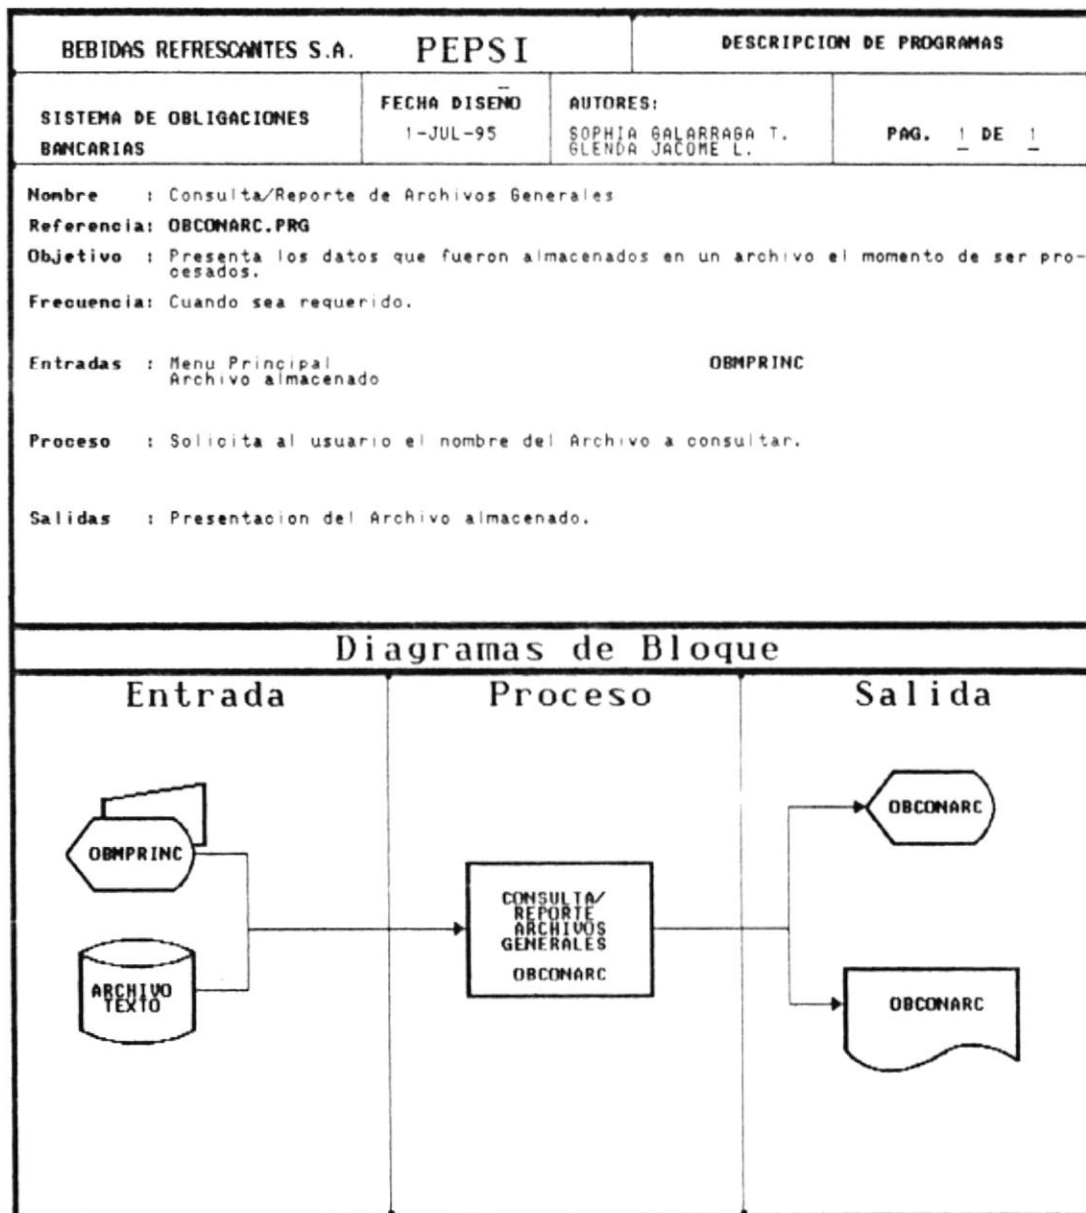 BEBIDAS REFRESCANTES S.A. PEPSI DESCRIPCION DE PROGRAMAS
SISTEMA DE OBLIGACIONES
BANCARIAS
FECHA DISEÑO
1-JUL-95
AUTORES:
SOPHIA GALARRAGA T.
GLENDA JACOME L.
PAG. 1 DE 1
Nombre : Consulta/Reporte de Archivos Generales
Referencia: OBCONARC.PRG
Objetivo : Presenta los datos que fueron almacenados en un archivo el momento de ser pro-
cesados.
Frecuencia: Cuando sea requerido.
Entradas : Menu Principal OBMPRINC
Archivo almacenado
Proceso : Solicita al usuario el nombre del Archivo a consultar.
Salidas : Presentacion del Archivo almacenado.
Diagramas de Bloque
Entrada Proceso Salida
OBMPRINC
ARCHIVO
TEXTO
CONSULTA/
REPORTE
ARCHIVOS
GENERALES
OBCONARC
OBCONARC
OBCONARC